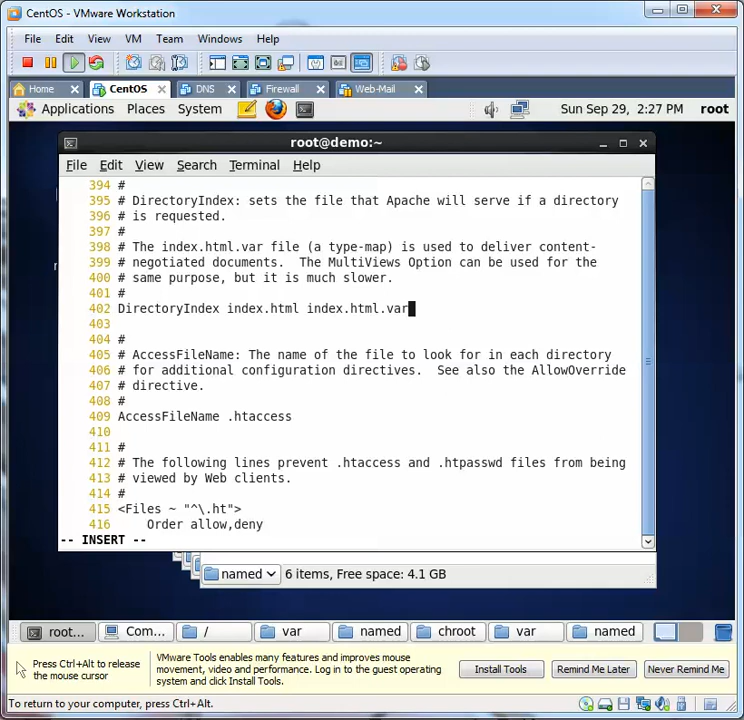 CentOS - VMware Workstation
File Edit View VM Team Windows Help
Home CentOS DNS Firewall Web-Mail
Applications Places System Sun Sep 29, 2:27 PM root
root@demo:~
File Edit View Search Terminal Help
394 #
395 # DirectoryIndex: sets the file that Apache will serve if a directory
396 # is requested.
397 #
398 # The index.html.var file (a type-map) is used to deliver content-
399 # negotiated documents.  The MultiViews Option can be used for the
400 # same purpose, but it is much slower.
401 #
402 DirectoryIndex index.html index.html.var
403
404 #
405 # AccessFileName: The name of the file to look for in each directory
406 # for additional configuration directives.  See also the AllowOverride
407 # directive.
408 #
409 AccessFileName .htaccess
410
411 #
412 # The following lines prevent .htaccess and .htpasswd files from being
413 # viewed by Web clients.
414 #
415 <Files ~ "^\.ht">
416     Order allow,deny
-- INSERT --
named 6 items, Free space: 4.1 GB
root... Com... / var named chroot var named
Press Ctrl+Alt to release
the mouse cursor
VMware Tools enables many features and improves mouse
movement, video and performance. Log in to the guest operating
system and click Install Tools.
Install Tools Remind Me Later Never Remind Me
To return to your computer, press Ctrl+Alt.